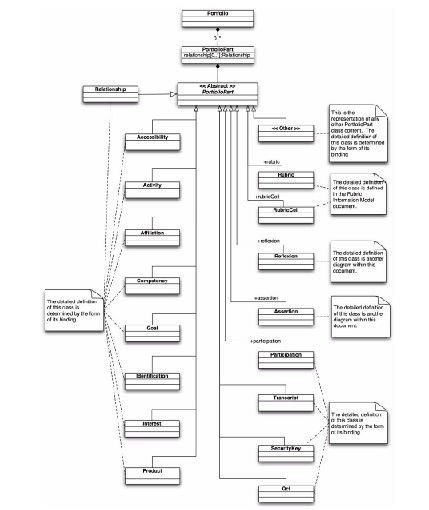 Portfolio
PortfolioPart
relationship[0..*]:Relationship
Relationship
<< Abstract >>
PortfolioPart
This is the
representation of any
other PortfolioPart
class content. The
detailed definition of
this class is determined
by the form of its
binding
<< Other >>
Accessibility
+rubric
Rubric
The detailed definition
of this class is defined
in the Rubric
Information Model
document.
Activity
+rubricCell
RubricCell
Affiliation
+reflexion
Reflexion
The detailed definition
of this class is another
diagram within this
document.
Competency
+assertion
Assertion
The detailed definition
of this class is another
diagram within this
document.
The detailed definition
of this class is
determined by the form
of its binding
Goal
+participation
Participation
Identification
Transcript
The detailed definition
of this class is
determined by the form
of its binding
Interest
SecurityKey
Product
Qcl